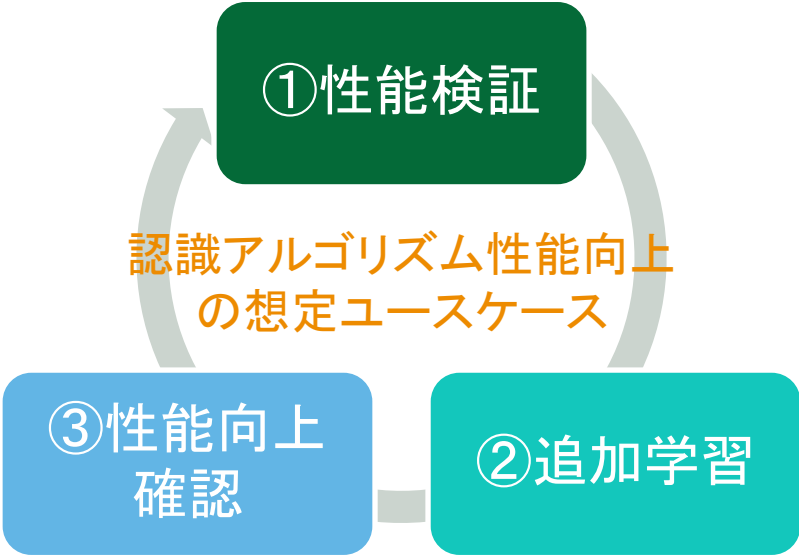 ①性能検証
認識アルゴリズム性能向上
の想定ユースケース
③性能向上
確認
②追加学習